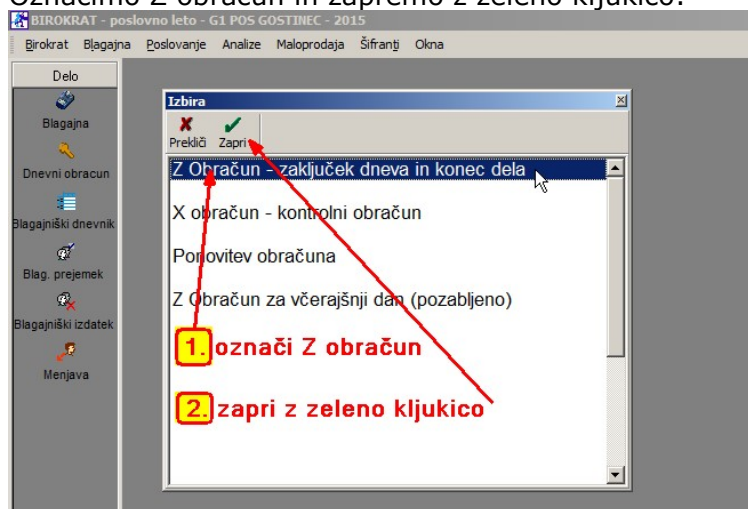 Označimo Z obračun in zapremo z zeleno kljukico:
BIROKRAT - poslovno leto - G1 POS GOSTINEC - 2015
Birokrat Blagajna Poslovanje Analize Maloprodaja Šifranti Okna
Delo
Blagajna
Dnevni obracun
Blagajniški dnevnik
Blag. prejemek
Blagajniški izdatek
Menjava
Izbira
Prekliči Zapri
Z Obračun - zaključek dneva in konec dela
X obračun - kontrolni obračun
Ponovitev obračuna
Z Obračun za včerajšnji dan (pozabljeno)
1. označi Z obračun
2. zapri z zeleno kljukico